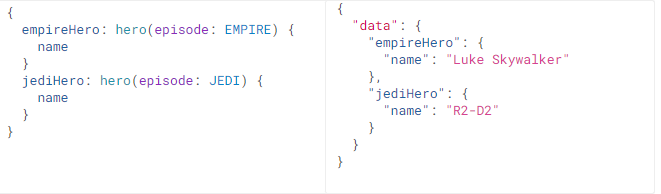 {
  empireHero: hero(episode: EMPIRE) {
    name
  }
  jediHero: hero(episode: JEDI) {
    name
  }
}
{
  "data": {
    "empireHero": {
      "name": "Luke Skywalker"
    },
    "jediHero": {
      "name": "R2-D2"
    }
  }
}